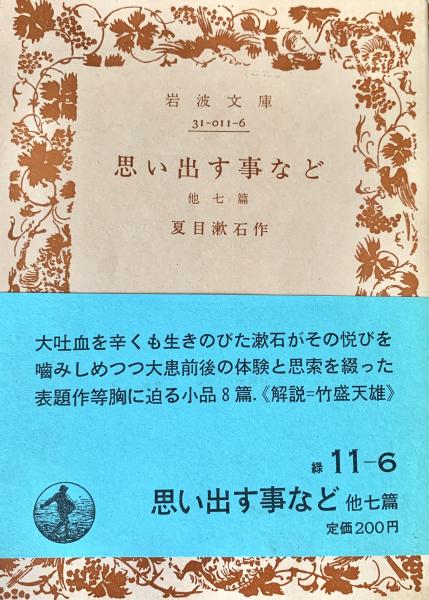 岩波文庫
31-011-6
思い出す事など
他七篇
夏目漱石作
大吐血を辛くも生きのびた漱石がその悦びを
嚙みしめつつ大患前後の体験と思索を綴った
表題作等胸に迫る小品8篇.《解説=竹盛天雄》
緑 11-6
思い出す事など 他七篇
定価200円